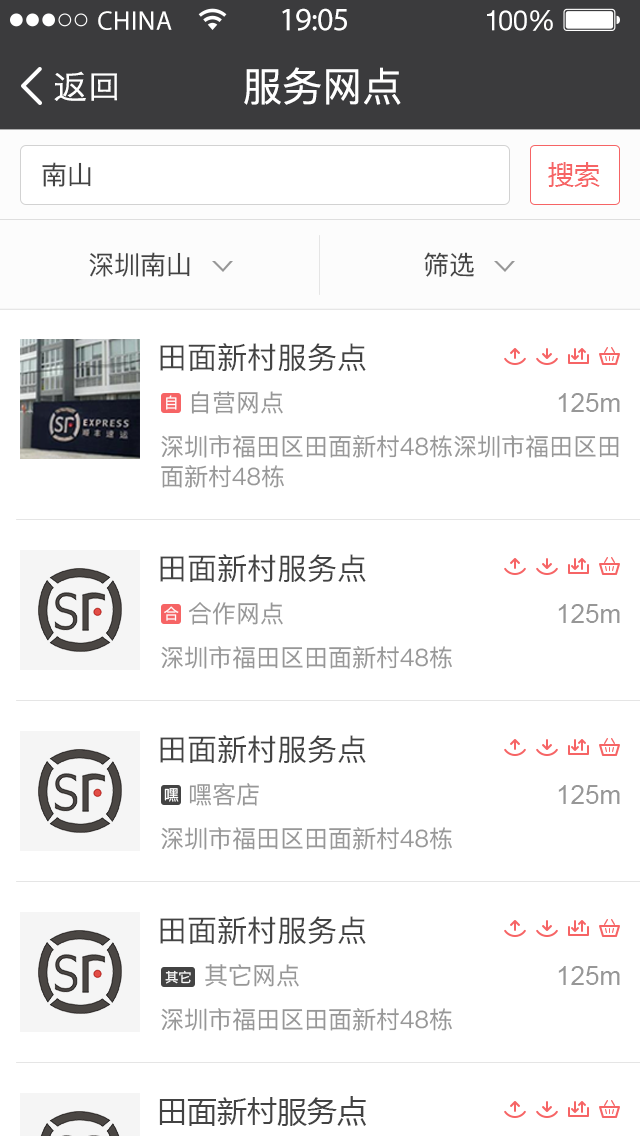 CHINA 19:05 100%
返回 服务网点
南山 搜索
深圳南山 筛选
田面新村服务点
自 自营网点 125m
SF EXPRESS
顺丰速运
深圳市福田区田面新村48栋深圳市福田区田
面新村48栋
SF
田面新村服务点
合 合作网点 125m
深圳市福田区田面新村48栋
SF
田面新村服务点
嘿 嘿客店 125m
深圳市福田区田面新村48栋
SF
田面新村服务点
其它 其它网点 125m
深圳市福田区田面新村48栋
田面新村服务点